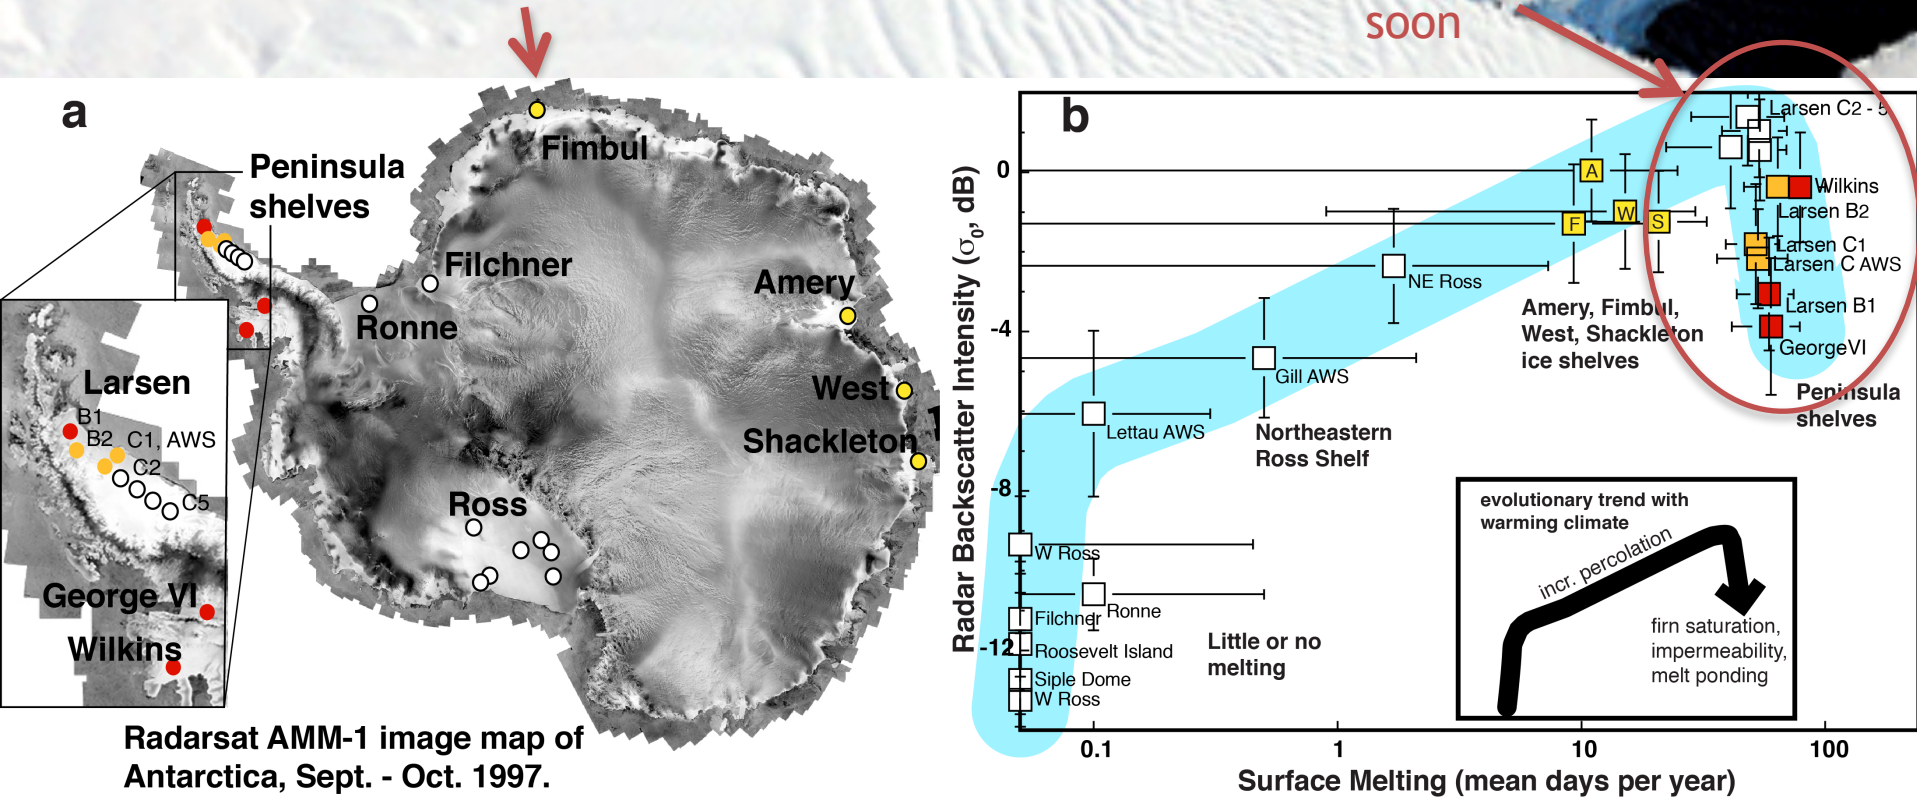 soon
a
Fimbul
Peninsula
shelves
Filchner
Ronne
Amery
West
Shackleton
Ross
Larsen
B1
B2
C1, AWS
C2
C5
George VI
Wilkins
Radarsat AMM-1 image map of
Antarctica, Sept. - Oct. 1997.
b
Radar Backscatter Intensity (σ0, dB)
0
-4
-8
-12
Larsen C2 - 5
A
W
F
S
Wilkins
Larsen B2
Larsen C1
Larsen C AWS
Larsen B1
GeorgeVI
Peninsula
shelves
NE Ross
Amery, Fimbul,
West, Shackleton
ice shelves
Gill AWS
Lettau AWS
Northeastern
Ross Shelf
W Ross
Ronne
Filchner
Roosevelt Island
Siple Dome
W Ross
Little or no
melting
evolutionary trend with
warming climate
incr. percolation
firn saturation,
impermeability,
melt ponding
0.1
1
10
100
Surface Melting (mean days per year)